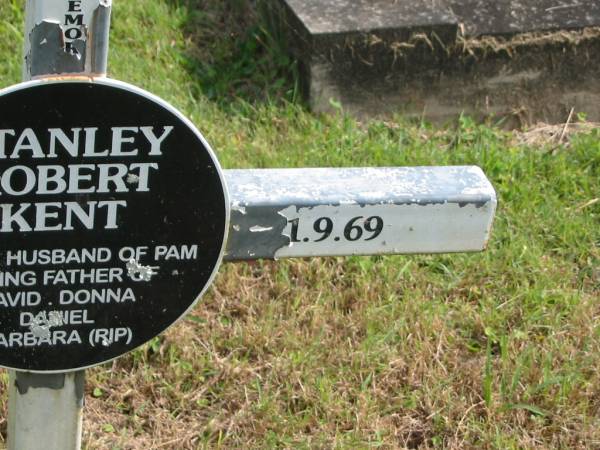 EMOR
TANLEY
OBERT
KENT
HUSBAND OF PAM
ING FATHER OF
AVID . DONNA
DANIEL
ARBARA (RIP)
1.9.69